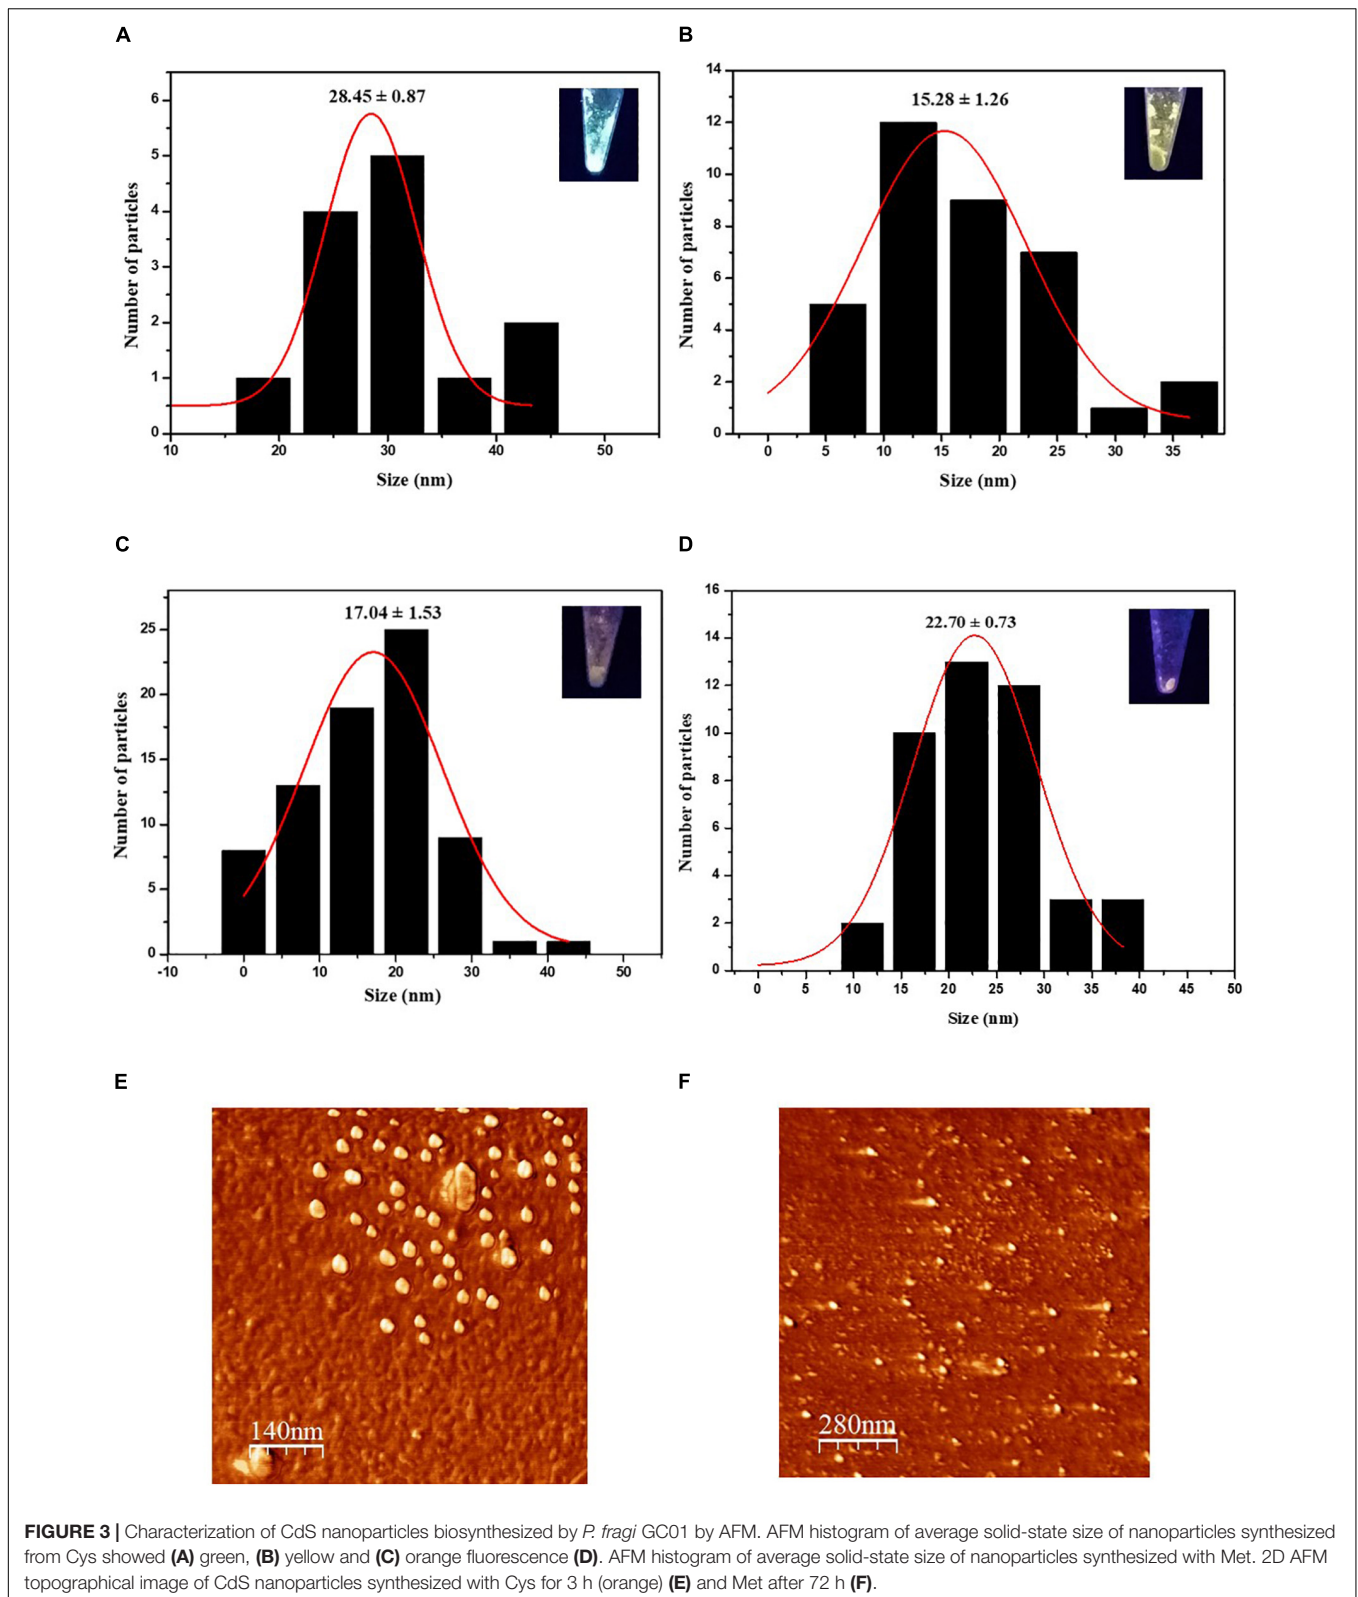 A
28.45 ± 0.87
6
5
4
3
2
1
0
10 20 30 40 50
Number of particles
Size (nm)
B
15.28 ± 1.26
14
12
10
8
6
4
2
0
0 5 10 15 20 25 30 35
Number of particles
Size (nm)
C
17.04 ± 1.53
25
20
15
10
5
0
-10 0 10 20 30 40 50
Number of particles
Size (nm)
D
22.70 ± 0.73
16
14
12
10
8
6
4
2
0
0 5 10 15 20 25 30 35 40 45 50
Number of particles
Size (nm)
E
140nm
F
280nm
FIGURE 3 | Characterization of CdS nanoparticles biosynthesized by P. fragi GC01 by AFM. AFM histogram of average solid-state size of nanoparticles synthesized
from Cys showed (A) green, (B) yellow and (C) orange fluorescence (D). AFM histogram of average solid-state size of nanoparticles synthesized with Met. 2D AFM
topographical image of CdS nanoparticles synthesized with Cys for 3 h (orange) (E) and Met after 72 h (F).